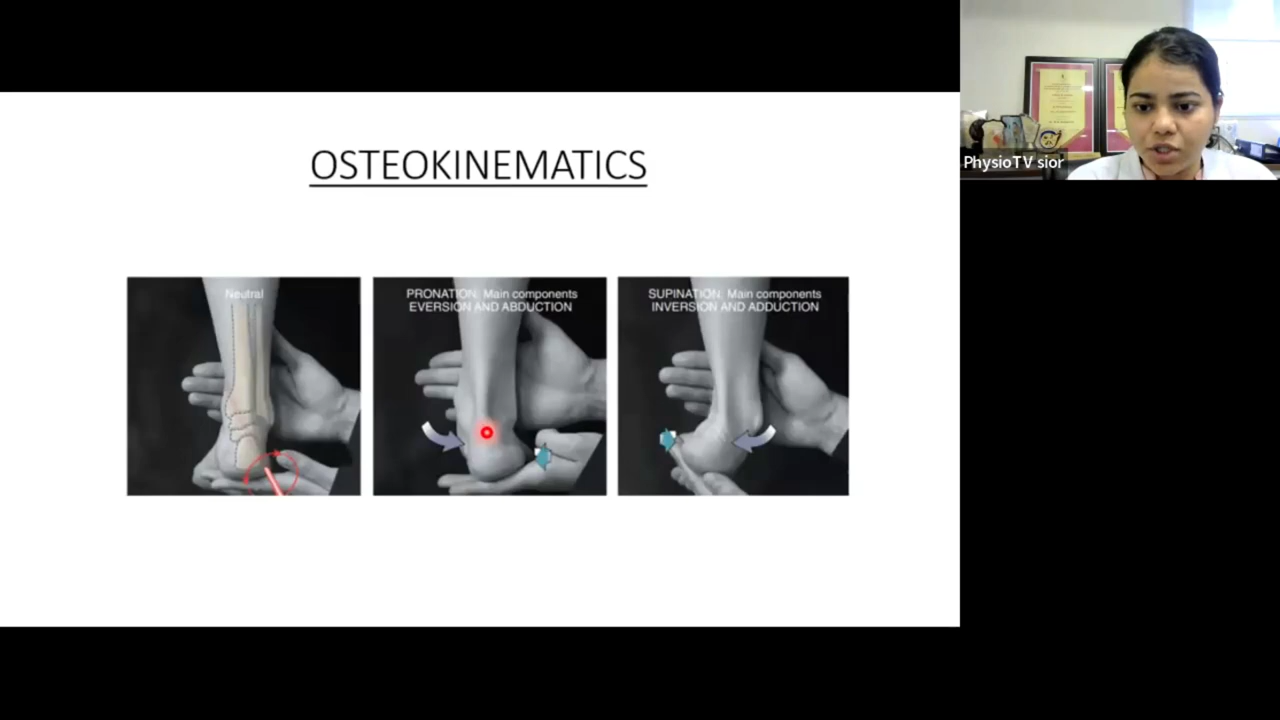 OSTEOKINEMATICS
Neutral
PRONATION: Main components
EVERSION AND ABDUCTION
SUPINATION: Main components
INVERSION AND ADDUCTION
PhysioTV sior